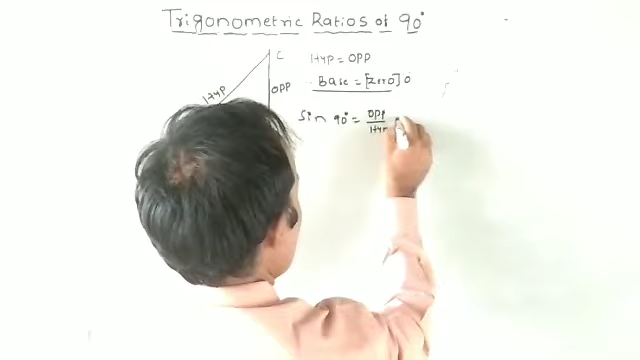 Trigonometric Ratios of 90°
C
Hyp = OPP
Hyp
OPP
Base = [Zero] 0
Sin 90° = OPP
Hyp